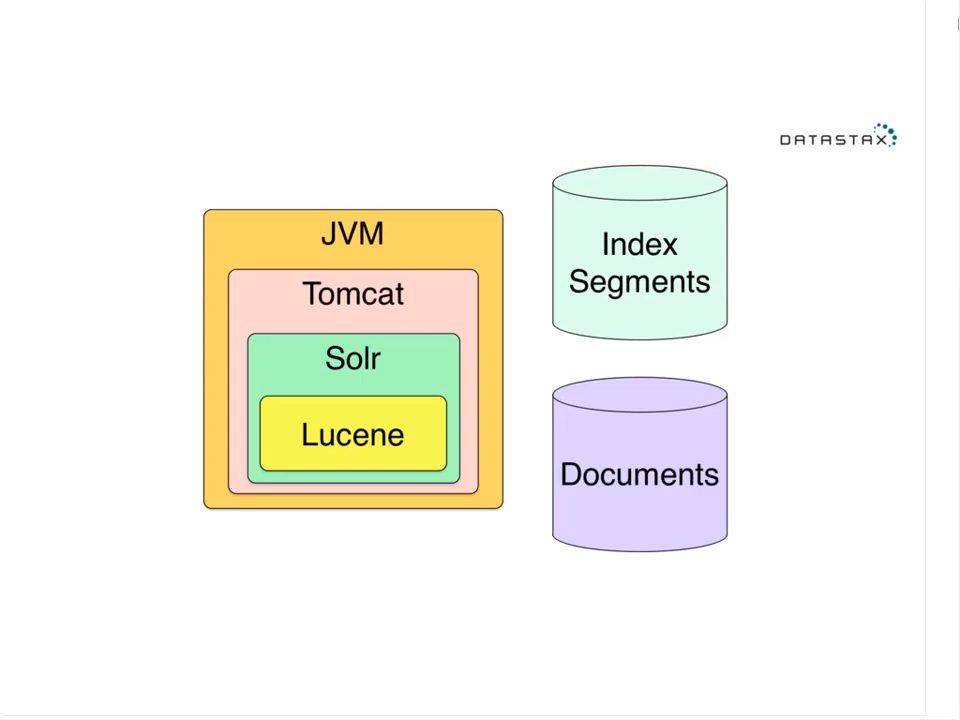 DATASTAX
JVM
Tomcat
Solr
Lucene
Index
Segments
Documents